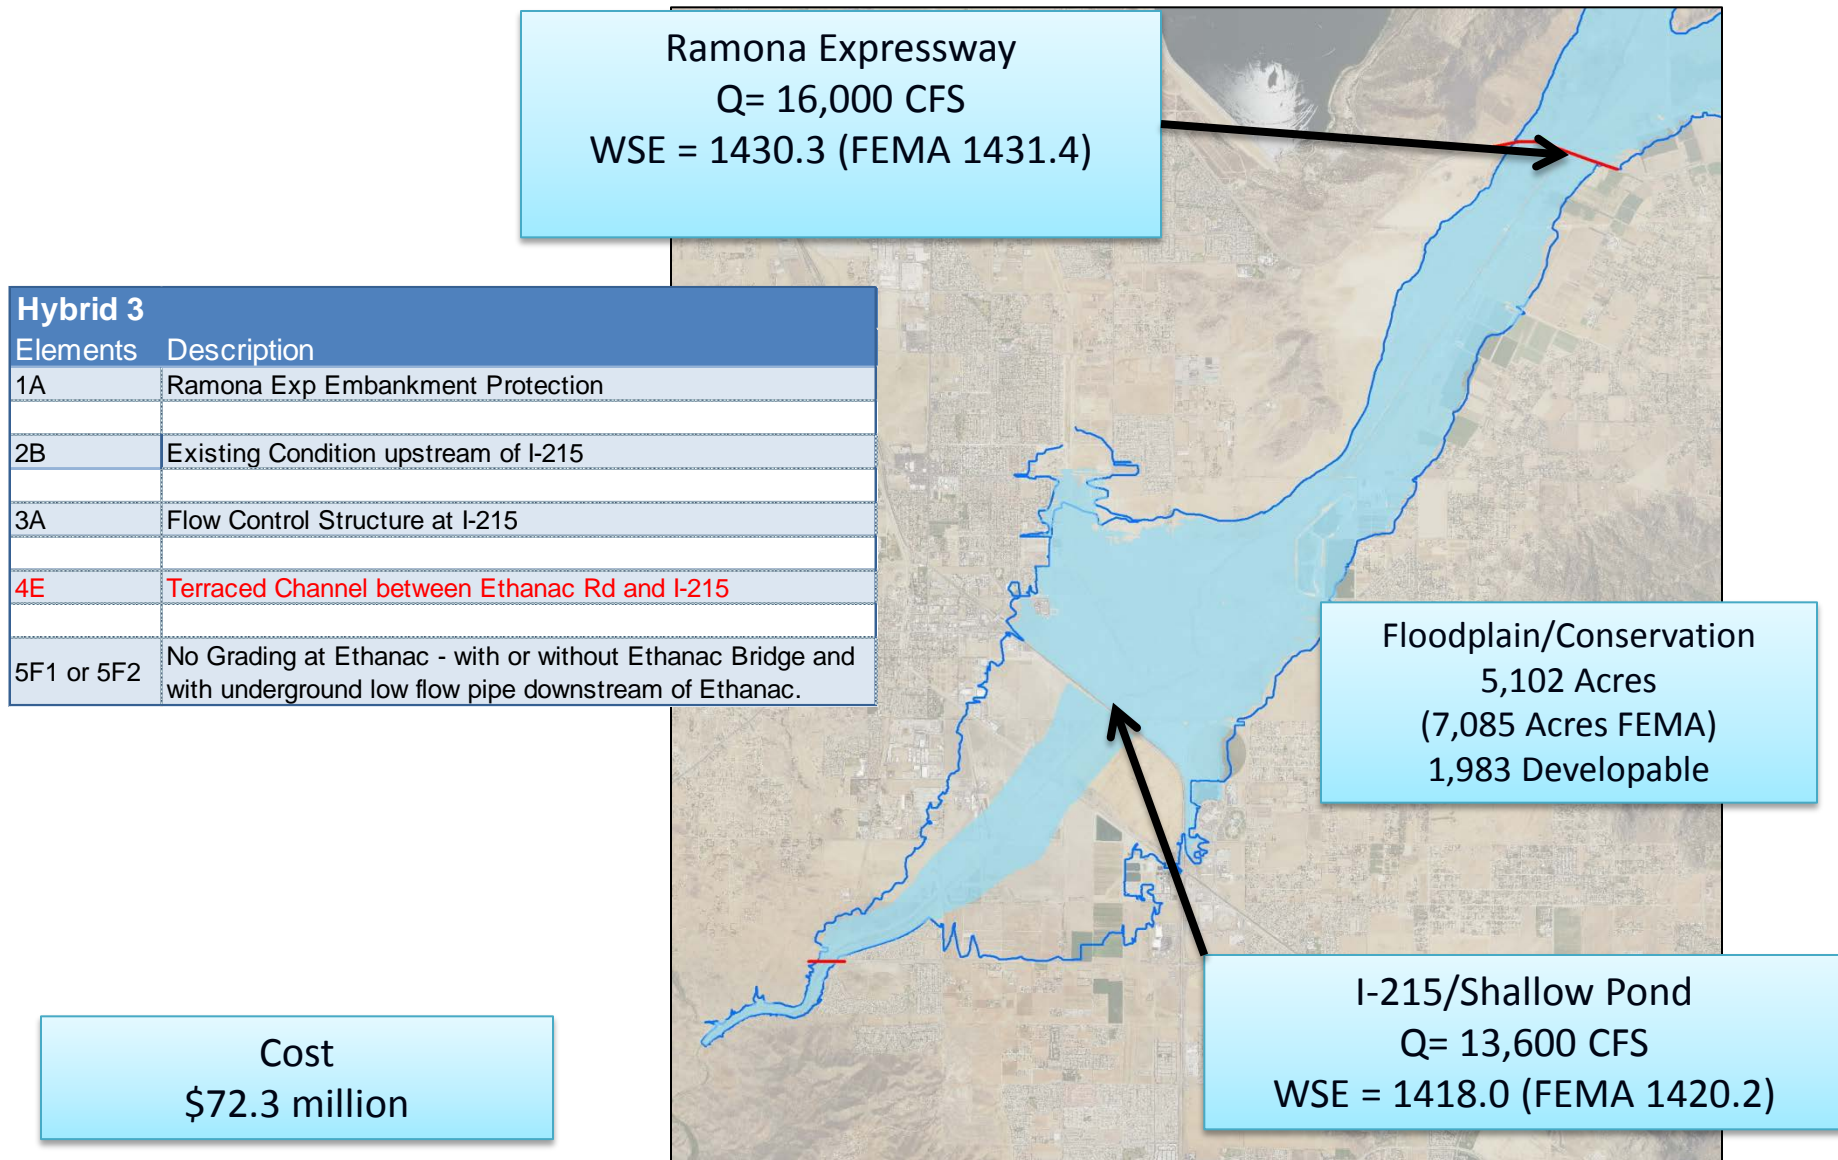 Ramona Expressway
Q= 16,000 CFS
WSE = 1430.3 (FEMA 1431.4)
Hybrid 3
Elements Description
1A Ramona Exp Embankment Protection
2B Existing Condition upstream of I-215
3A Flow Control Structure at I-215
4E Terraced Channel between Ethanac Rd and I-215
5F1 or 5F2 No Grading at Ethanac - with or without Ethanac Bridge and
with underground low flow pipe downstream of Ethanac.
Floodplain/Conservation
5,102 Acres
(7,085 Acres FEMA)
1,983 Developable
I-215/Shallow Pond
Q= 13,600 CFS
WSE = 1418.0 (FEMA 1420.2)
Cost
$72.3 million